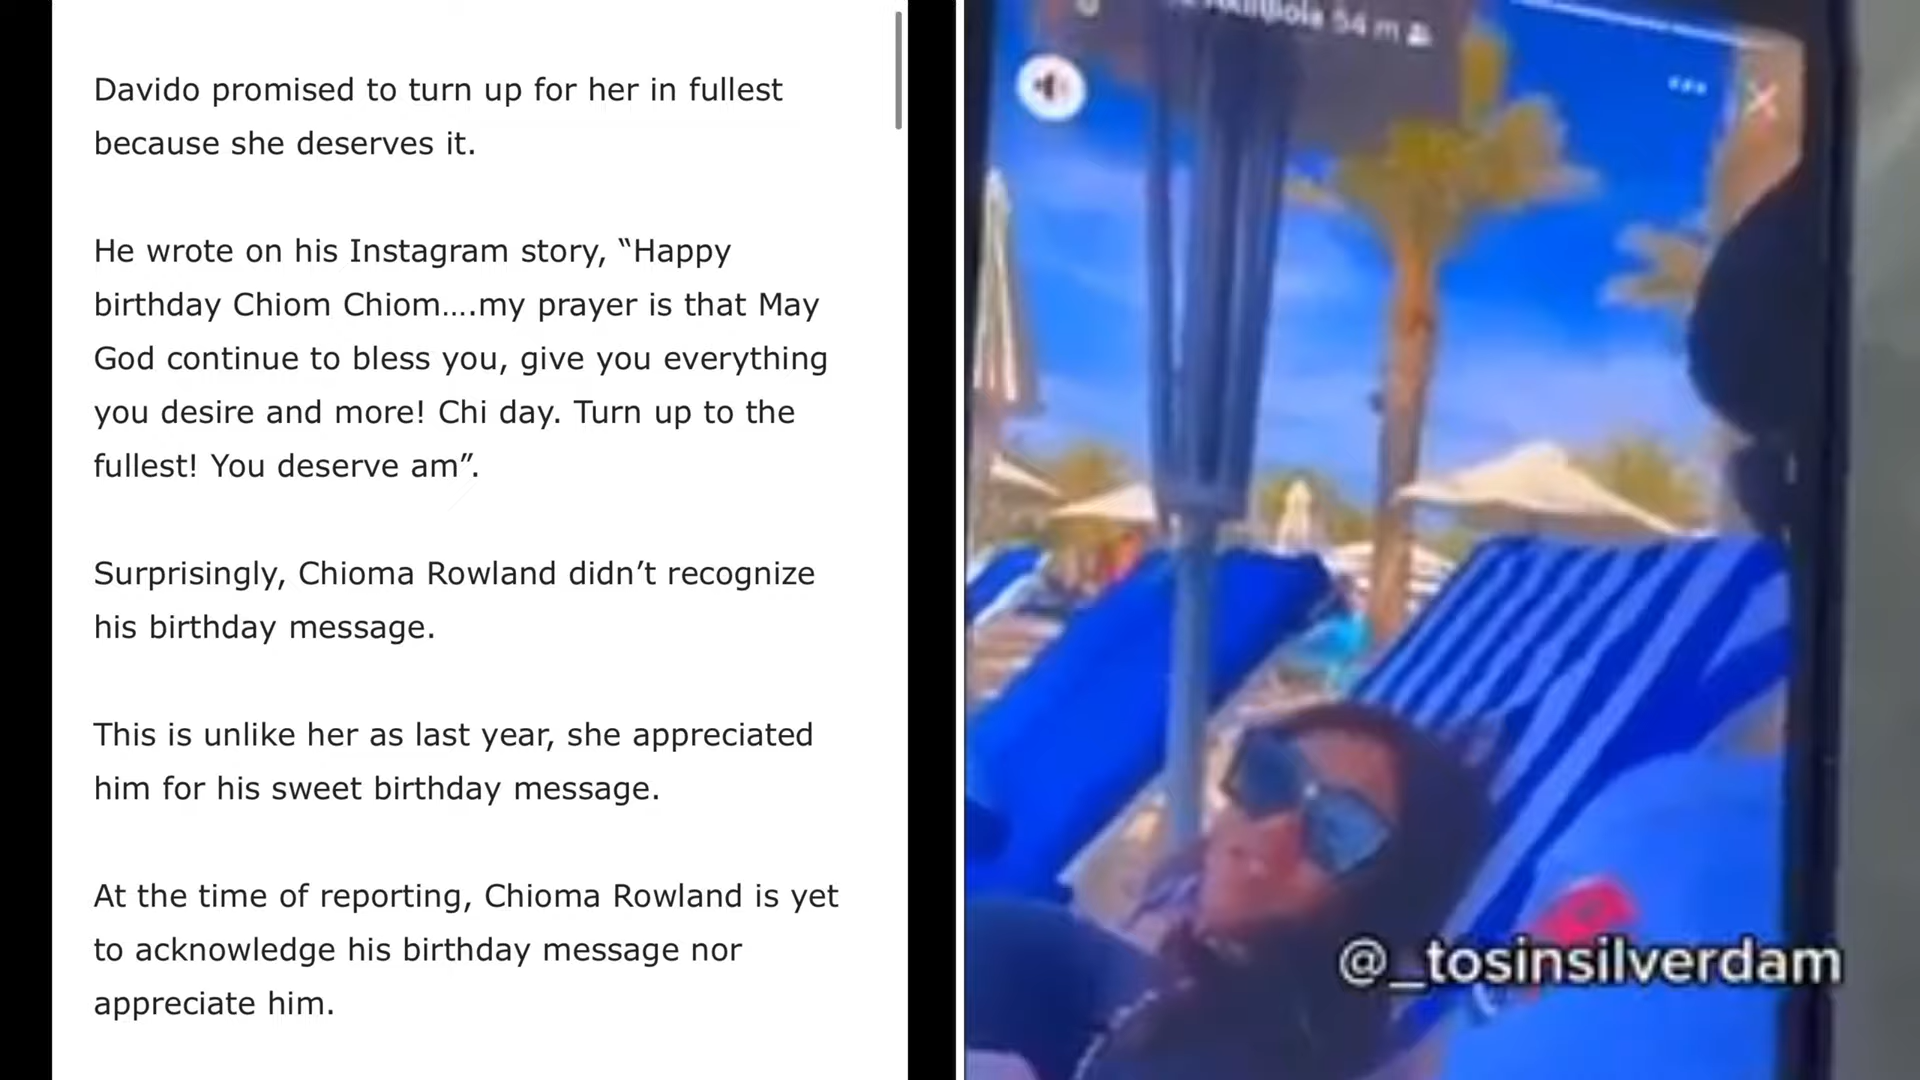 Davido promised to turn up for her in fullest
because she deserves it.
He wrote on his Instagram story, “Happy
birthday Chiom Chiom….my prayer is that May
God continue to bless you, give you everything
you desire and more! Chi day. Turn up to the
fullest! You deserve am”.
Surprisingly, Chioma Rowland didn’t recognize
his birthday message.
This is unlike her as last year, she appreciated
him for his sweet birthday message.
At the time of reporting, Chioma Rowland is yet
to acknowledge his birthday message nor
appreciate him.
54 m
@_tosinsilverdam